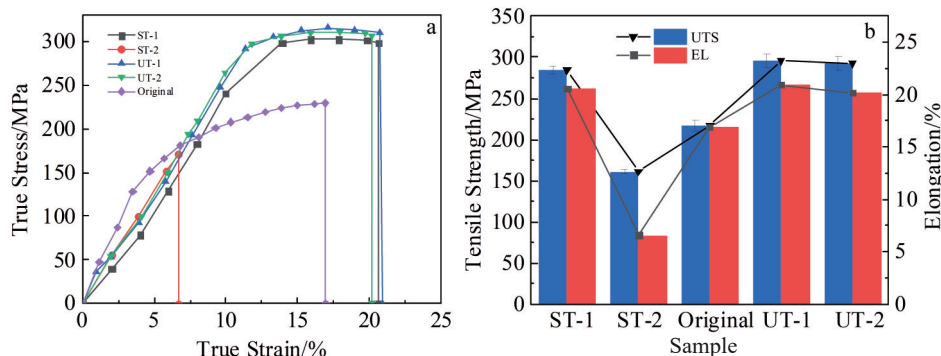 a
ST-1
ST-2
UT-1
UT-2
Original
True Stress/MPa
300
250
200
150
100
50
0
0 5 10 15 20 25
True Strain/%
b
UTS
EL
Tensile Strength/MPa
350
300
250
200
150
100
50
0
Elongation/%
25
20
15
10
5
0
ST-1 ST-2 Original UT-1 UT-2
Sample